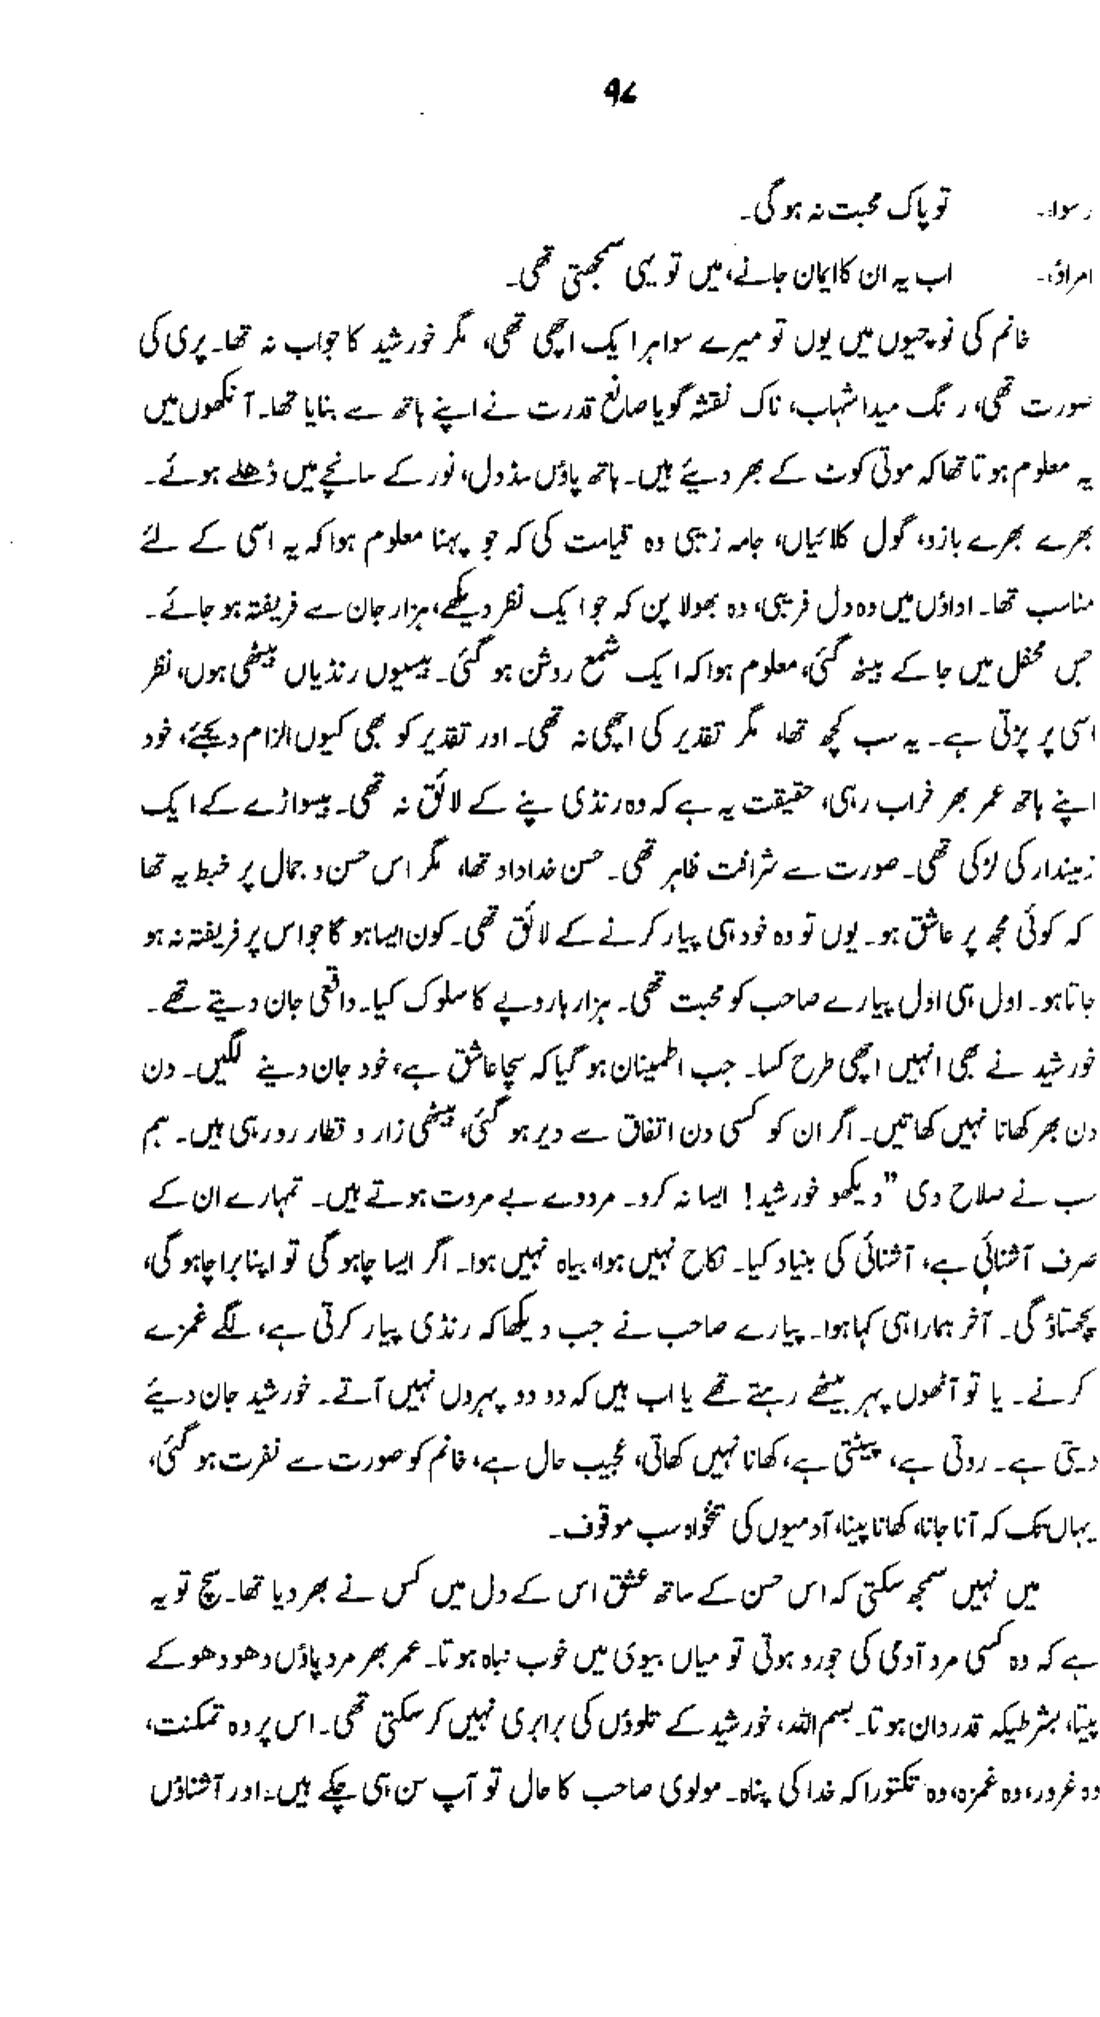 ۹۷
رسوا۔ تو پاک محبت نہ ہو گی۔
امراؤ۔ اب یہ ان کا ایمان جانے، میں تو یہی سمجھتی تھی۔
خانم کی نوچیوں میں یوں تو میرے سوا ہر ایک اچھی تھی، مگر خورشید کا جواب نہ تھا۔ پری کی
صورت تھی، رنگ میدا شہاب، ناک نقشہ گویا صانع قدرت نے اپنے ہاتھ سے بنایا تھا۔ آنکھوں میں
یہ معلوم ہوتا تھا کہ موتی کوٹ کے بھر دیئے ہیں۔ ہاتھ پاؤں سڈول، نور کے سانچے میں ڈھلے ہوئے۔
بھرے بھرے بازو، گول کلائیاں، جامہ زیبی وہ قیامت کی کہ جو پہنا معلوم ہوا کہ یہ اسی کے لئے
مناسب تھا۔ اداؤں میں وہ دل فریبی، وہ بھولا پن کہ جو ایک نظر دیکھے، ہزار جان سے فریفتہ ہو جائے۔
جس محفل میں جا کے بیٹھ گئی، معلوم ہوا کہ ایک شمع روشن ہو گئی۔ بیسیوں رنڈیاں بیٹھی ہوں، نظر
اسی پر پڑتی ہے۔ یہ سب کچھ تھا، مگر تقدیر کی اچھی نہ تھی۔ اور تقدیر کو بھی کیوں الزام دیجئے، خود
اپنے ہاتھ عمر بھر خراب رہی، حقیقت یہ ہے کہ وہ رنڈی پنے کے لائق نہ تھی۔ بیسواڑے کے ایک
زمیندار کی لڑکی تھی۔ صورت سے شرافت ظاہر تھی۔ حسن خداداد تھا، مگر اس حسن و جمال پر خبط یہ تھا
کہ کوئی مجھ پر عاشق ہو۔ یوں تو وہ خود ہی پیار کرنے کے لائق تھی۔ کون ایسا ہو گا جو اس پر فریفتہ نہ ہو
جاتا ہو۔ اول ہی اول پیارے صاحب کو محبت تھی۔ ہزارہا روپے کا سلوک کیا۔ واقعی جان دیتے تھے۔
خورشید نے بھی انہیں اچھی طرح کسا۔ جب اطمینان ہو گیا کہ سچا عاشق ہے، خود جان دینے لگیں۔ دن
دن بھر کھانا نہیں کھاتیں۔ اگر ان کو کسی دن اتفاق سے دیر ہو گئی، بیٹھی زار و قطار رو رہی ہیں۔ ہم
سب نے صلاح دی ”دیکھو خورشید! ایسا نہ کرو۔ مردوے بے مروت ہوتے ہیں۔ تمہارے ان کے
صرف آشنائی ہے، آشنائی کی بنیاد کیا۔ نکاح نہیں ہوا، بیاہ نہیں ہوا۔ اگر ایسا چاہو گی تو اپنا برا چاہو گی،
پچھتاؤ گی۔ آخر ہمارا ہی کہا ہوا۔ پیارے صاحب نے جب دیکھا کہ رنڈی پیار کرتی ہے، لگے غمزے
کرنے۔ یا تو آٹھوں پہر بیٹھے رہتے تھے یا اب ہیں کہ دو دو پہروں نہیں آتے۔ خورشید جان دیئے
دیتی ہے۔ روتی ہے، پیٹتی ہے، کھانا نہیں کھاتی، عجیب حال ہے، خانم کو صورت سے نفرت ہو گئی،
یہاں تک کہ آنا جانا، کھانا پینا، آدمیوں کی تنخواہ سب موقوف۔
میں نہیں سمجھ سکتی کہ اس حسن کے ساتھ عشق اس کے دل میں کس نے بھر دیا تھا۔ سچ تو یہ
ہے کہ وہ کسی مرد آدمی کی جورو ہوتی تو میاں بیوی میں خوب نباہ ہوتا۔ عمر بھر مرد پاؤں دھو دھو کے
پیتا، بشرطیکہ قدردان ہوتا۔ بسم اللہ، خورشید کے تلوؤں کی برابری نہیں کر سکتی تھی۔ اس پر وہ تمکنت،
وہ غرور، وہ غمزہ، وہ نکتوڑا کہ خدا کی پناہ۔ مولوی صاحب کا حال تو آپ سن ہی چکے ہیں۔ اور آشناؤں